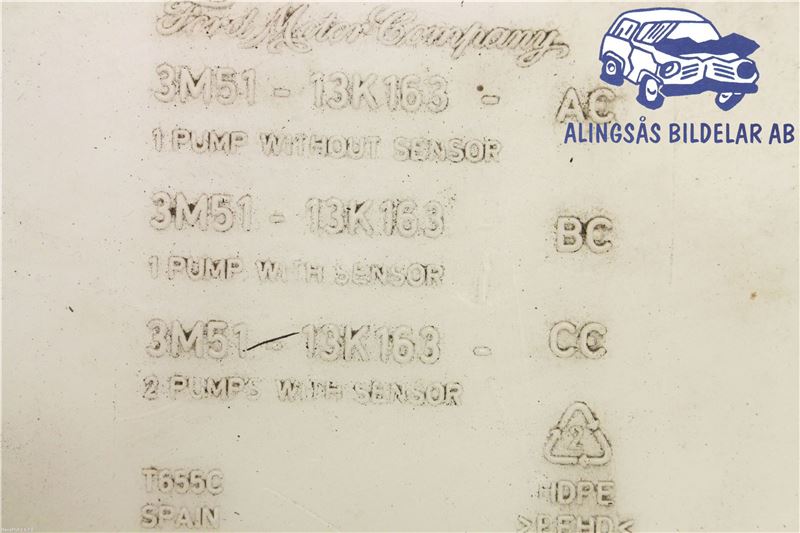 Ford Motor Company
3M51 - 13K163 - AC
ALINGSÅS BILDELAR AB
1 PUMP WITHOUT SENSOR
3M51 - 13K163 BC
1 PUMP WITH SENSOR
3M51 - 13K163 - CC
2 PUMPS WITH SENSOR
2
T655C HDPE
SPAIN >PEHD<